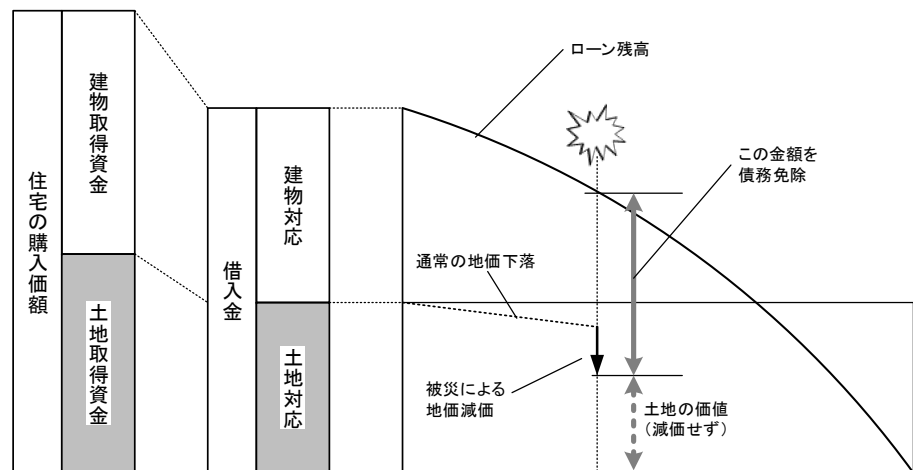 住宅の購入価額
建物取得資金
土地取得資金
借入金
建物対応
土地対応
ローン残高
この金額を
債務免除
通常の地価下落
被災による
地価減価
土地の価値
（減価せず）